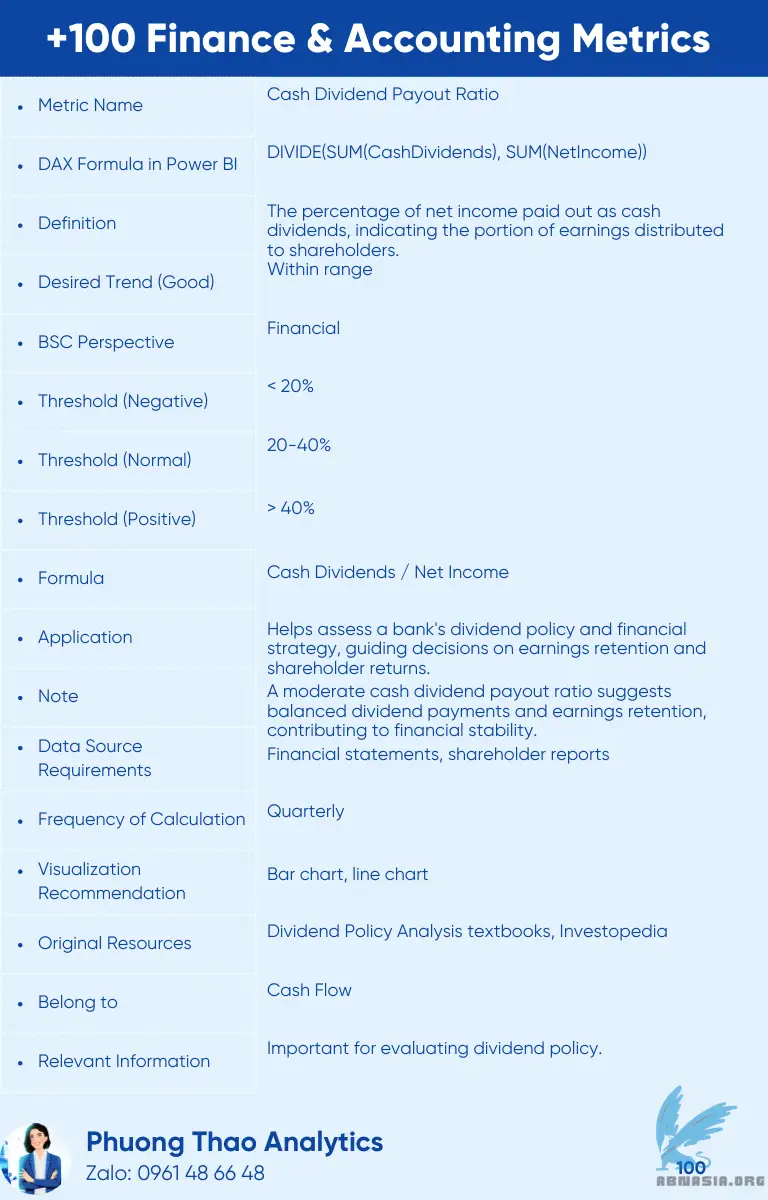 +100 Finance & Accounting Metrics
• Metric Name
Cash Dividend Payout Ratio
• DAX Formula in Power BI
DIVIDE(SUM(CashDividends), SUM(NetIncome))
• Definition
The percentage of net income paid out as cash
dividends, indicating the portion of earnings distributed
to shareholders.
• Desired Trend (Good)
Within range
• BSC Perspective
Financial
• Threshold (Negative)
< 20%
• Threshold (Normal)
20-40%
• Threshold (Positive)
> 40%
• Formula
Cash Dividends / Net Income
• Application
Helps assess a bank's dividend policy and financial
strategy, guiding decisions on earnings retention and
shareholder returns.
• Note
A moderate cash dividend payout ratio suggests
balanced dividend payments and earnings retention,
contributing to financial stability.
• Data Source
Requirements
Financial statements, shareholder reports
• Frequency of Calculation
Quarterly
• Visualization
Recommendation
Bar chart, line chart
• Original Resources
Dividend Policy Analysis textbooks, Investopedia
• Belong to
Cash Flow
• Relevant Information
Important for evaluating dividend policy.
Phuong Thao Analytics
Zalo: 0961 48 66 48
100
ABNASIA.ORG